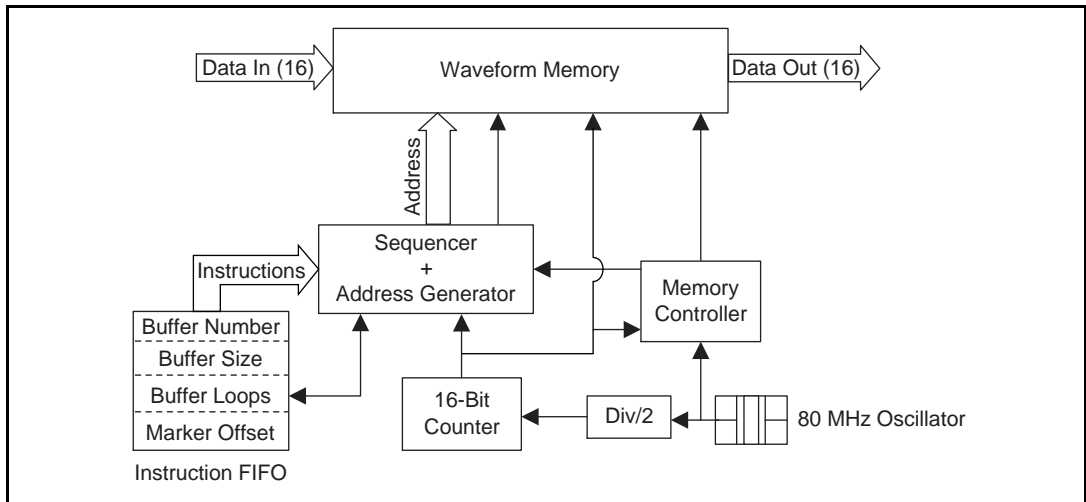 Data In (16)
Waveform Memory
Data Out (16)
Address
Sequencer
+
Address Generator
Instructions
Memory
Controller
Buffer Number
Buffer Size
Buffer Loops
Marker Offset
16-Bit
Counter
Div/2
80 MHz Oscillator
Instruction FIFO